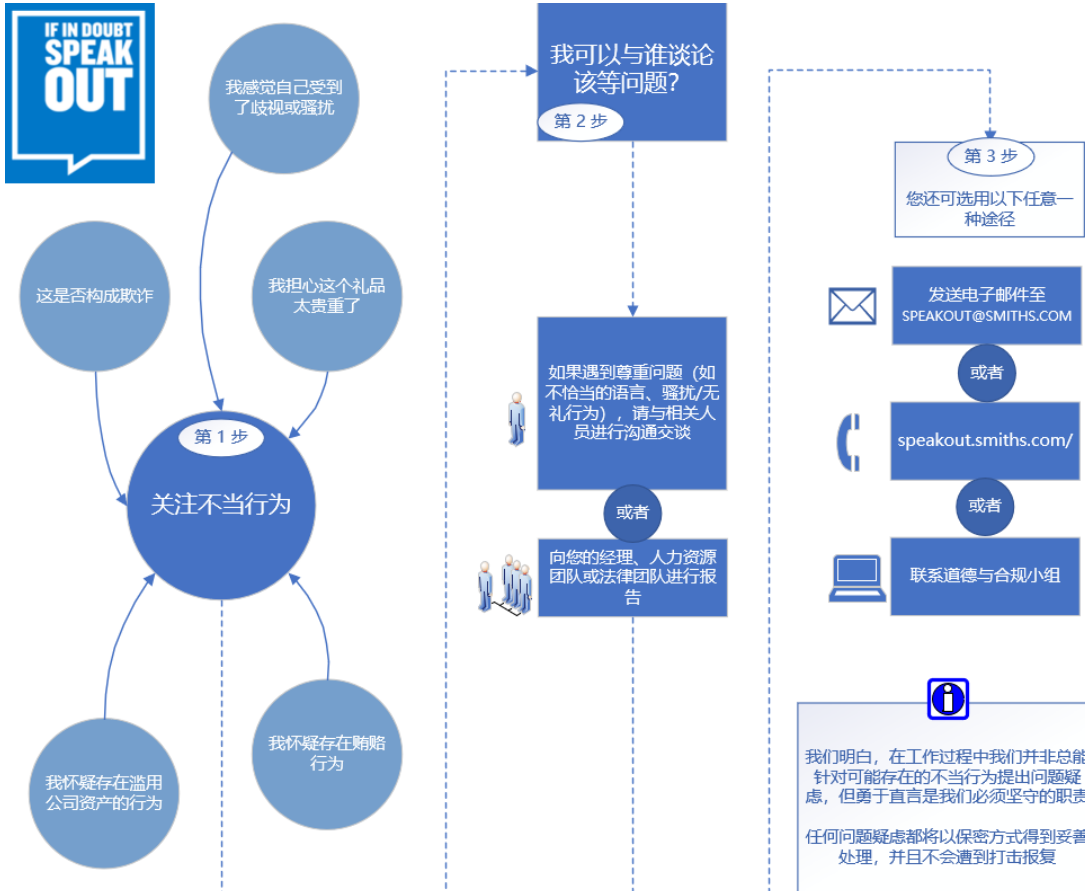 IF IN DOUBT
SPEAK
OUT
我感觉自己受到
了歧视或骚扰
这是否构成欺诈
我担心这个礼品
太贵重了
第 1 步
关注不当行为
我怀疑存在滥用
公司资产的行为
我怀疑存在贿赂
行为
我可以与谁谈论
该等问题？
第 2 步
如果遇到尊重问题（如
不恰当的语言、骚扰/无
礼行为），请与相关人
员进行沟通交谈
或者
向您的经理、人力资源
团队或法律团队进行报
告
第 3 步
您还可选用以下任意一
种途径
发送电子邮件至
SPEAKOUT@SMITHS.COM
或者
speakout.smiths.com/
或者
联系道德与合规小组
我们明白，在工作过程中我们并非总能
针对可能存在的不当行为提出问题疑
虑，但勇于直言是我们必须坚守的职责
任何问题疑虑都将以保密方式得到妥善
处理，并且不会遭到打击报复